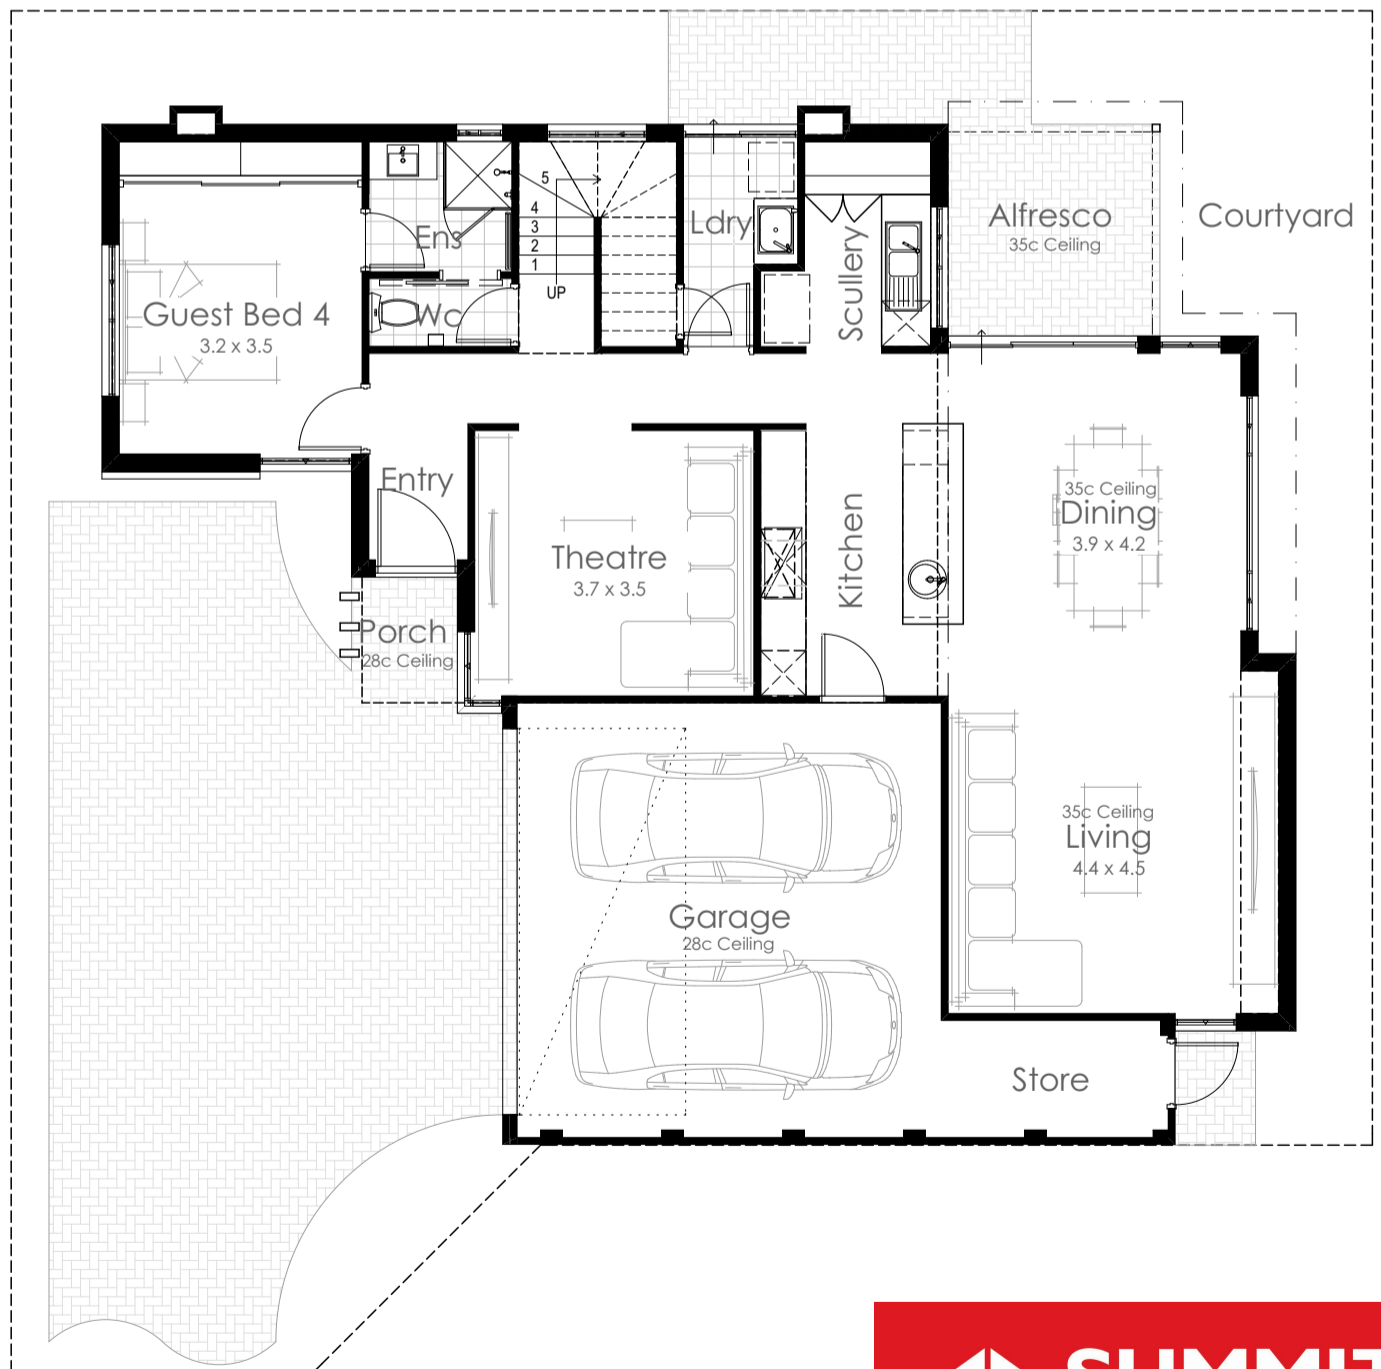 Guest Bed 4
3.2 x 3.5
Ens
Wc
5
4
3
2
1
UP
Ldry
Scullery
Alfresco
35c Ceiling
Courtyard
Entry
Porch
28c Ceiling
Theatre
3.7 x 3.5
Kitchen
35c Ceiling
Dining
3.9 x 4.2
35c Ceiling
Living
4.4 x 4.5
Garage
28c Ceiling
Store
SUMMIT